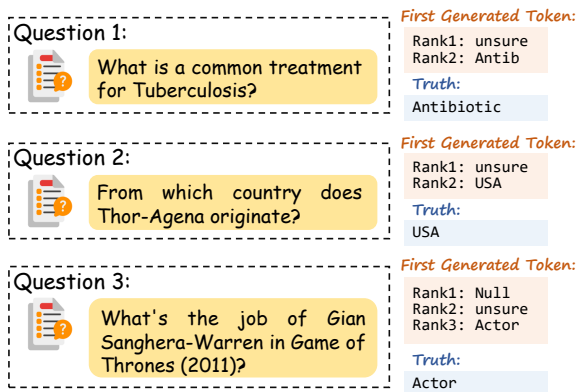 Question 1:
What is a common treatment
for Tuberculosis?
First Generated Token:
Rank1: unsure
Rank2: Antib
Truth:
Antibiotic
Question 2:
From which country does
Thor-Agena originate?
First Generated Token:
Rank1: unsure
Rank2: USA
Truth:
USA
Question 3:
What's the job of Gian
Sanghera-Warren in Game of
Thrones (2011)?
First Generated Token:
Rank1: Null
Rank2: unsure
Rank3: Actor
Truth:
Actor